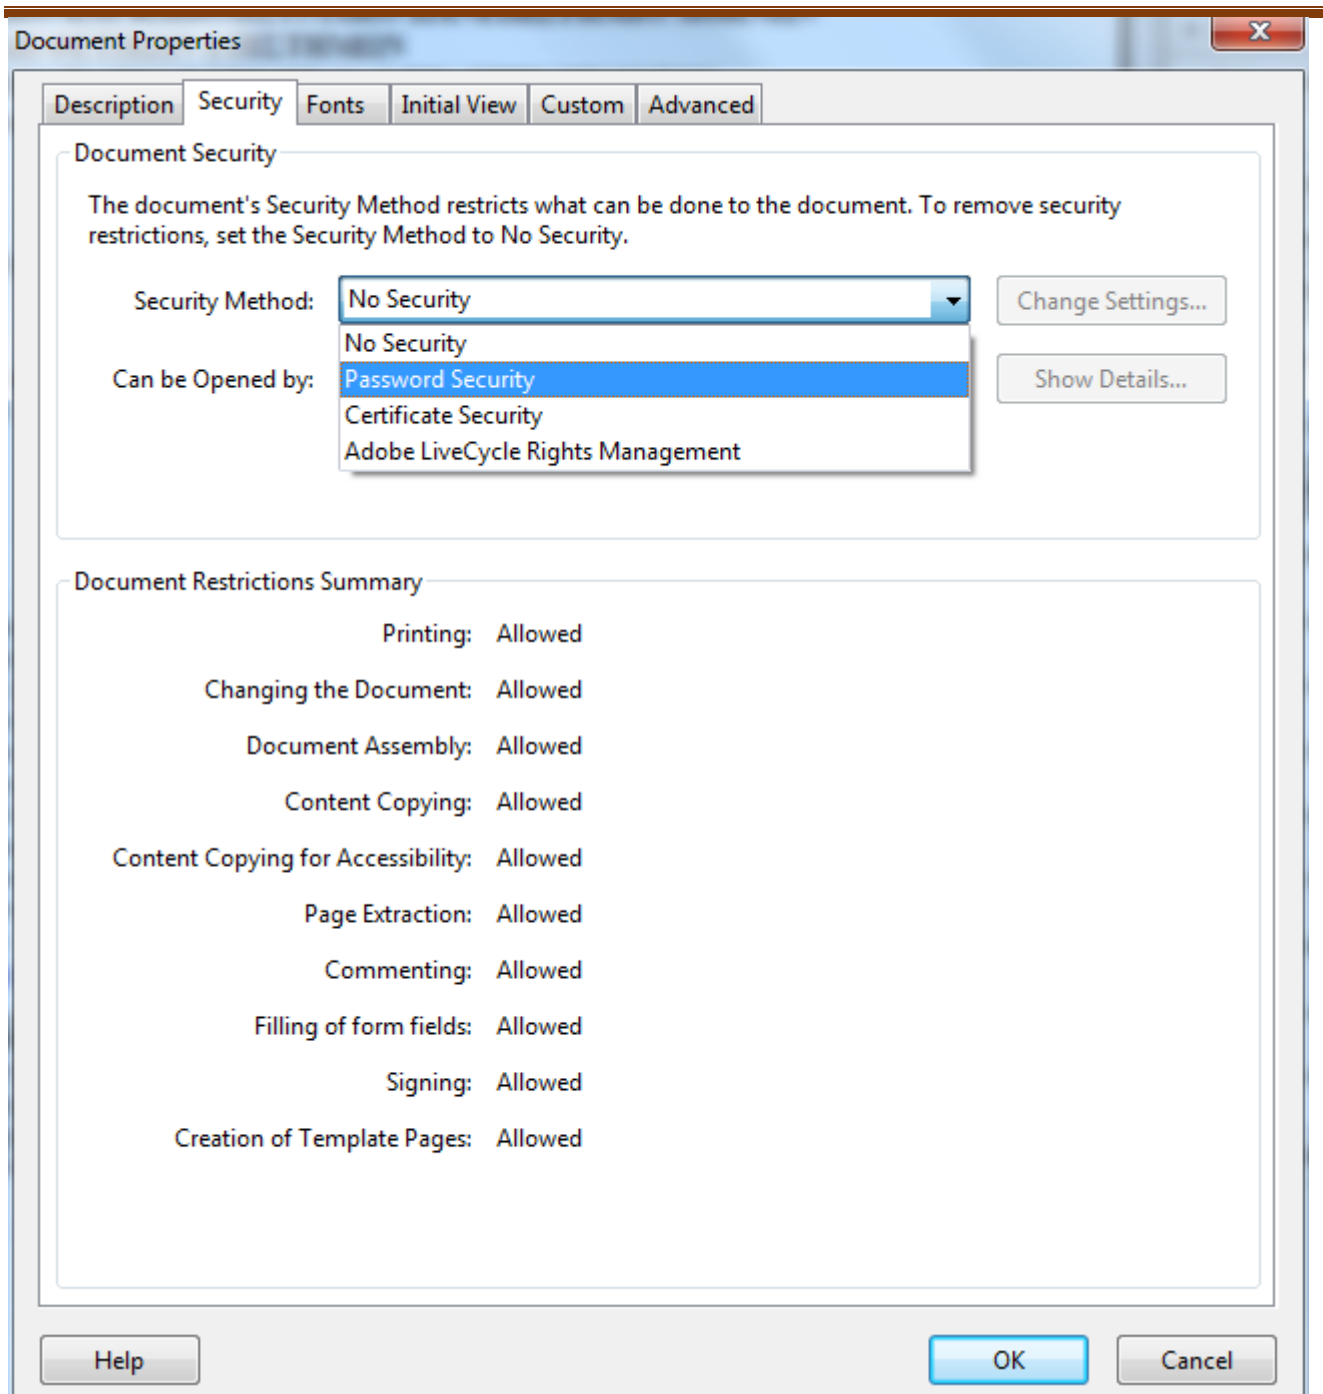 Document Properties
x
Description Security Fonts Initial View Custom Advanced
Document Security
The document's Security Method restricts what can be done to the document. To remove security
restrictions, set the Security Method to No Security.
Security Method: No Security Change Settings...
No Security
Can be Opened by: Password Security Show Details...
Certificate Security
Adobe LiveCycle Rights Management
Document Restrictions Summary
Printing: Allowed
Changing the Document: Allowed
Document Assembly: Allowed
Content Copying: Allowed
Content Copying for Accessibility: Allowed
Page Extraction: Allowed
Commenting: Allowed
Filling of form fields: Allowed
Signing: Allowed
Creation of Template Pages: Allowed
Help OK Cancel